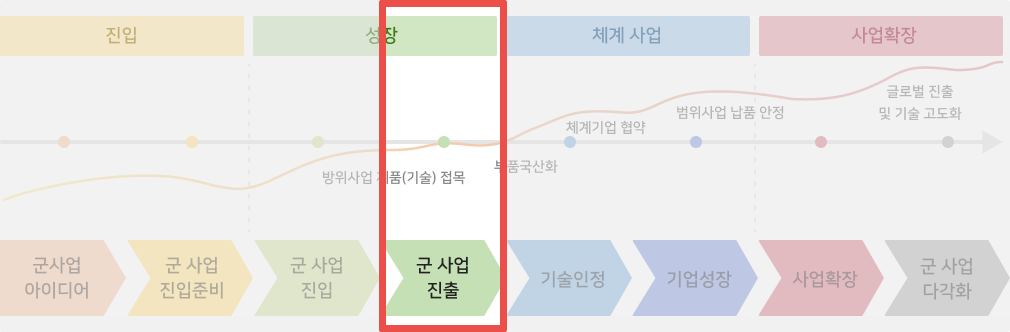 진입
성장
체계 사업
사업확장
글로벌 진출
및 기술 고도화
범위사업 납품 안정
체계기업 협약
부품국산화
방위사업 제품(기술) 접목
군사업
아이디어
군 사업
진입준비
군 사업
진입
군 사업
진출
기술인정
기업성장
사업확장
군 사업
다각화